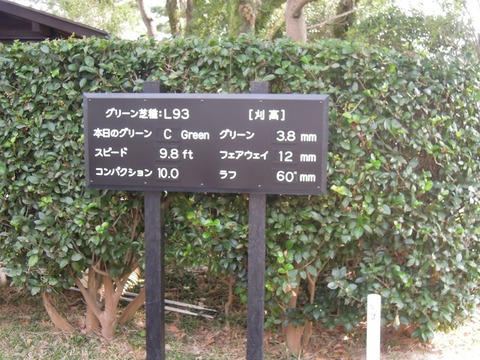 グリーン芝種:L93 [刈高]
本日のグリーン C Green グリーン 3.8 mm
スピード 9.8 ft フェアウェイ 12 mm
コンパクション 10.0 ラフ 60 mm